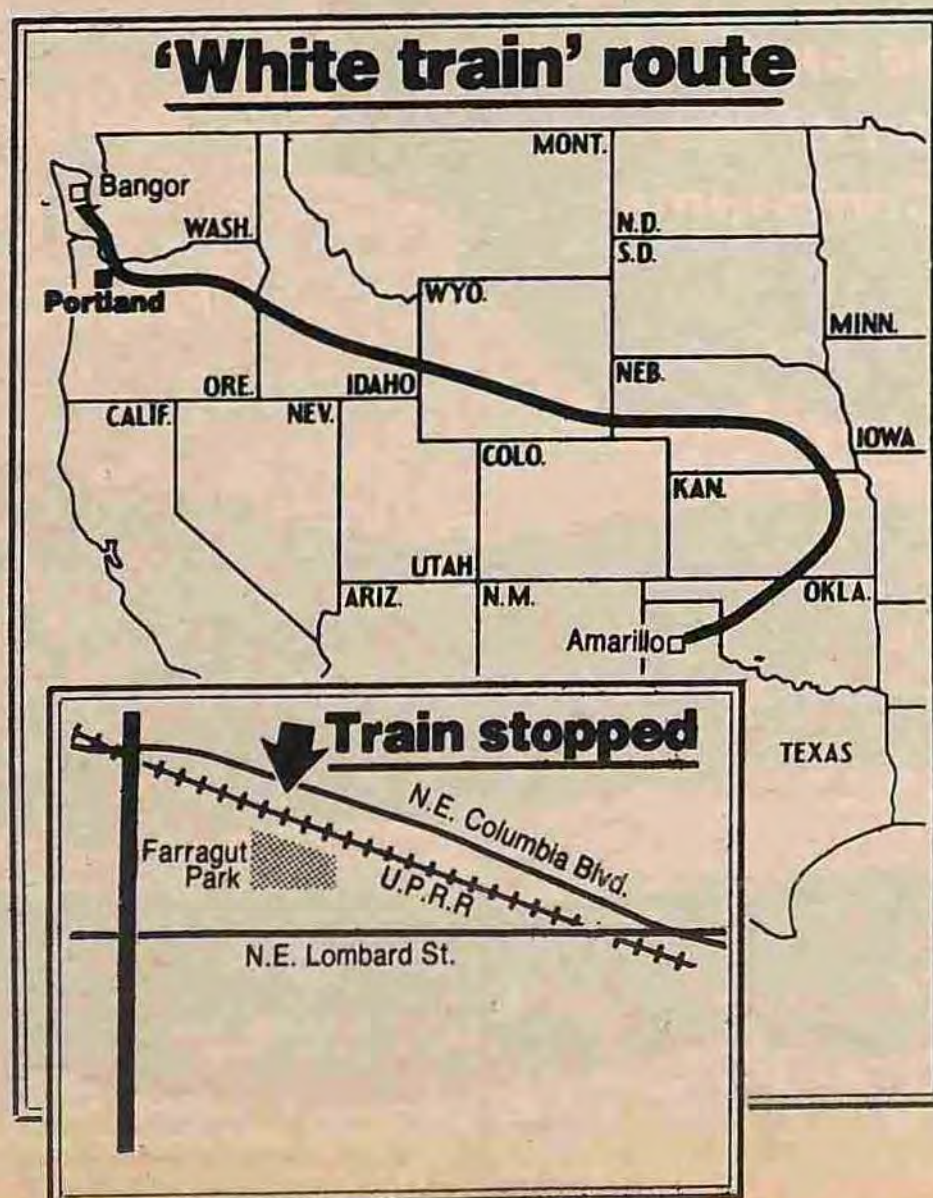 ‘White train’ route
MONT.
Bangor
WASH.
N.D.
S.D.
Portland
WYO.
MINN.
ORE.
IDAHO
NEB.
CALIF.
NEV.
IOWA
COLO.
KAN.
UTAH
ARIZ.
N.M.
OKLA.
Amarillo
TEXAS
Train stopped
N.E. Columbia Blvd.
Farragut
Park
U.P.R.R
N.E. Lombard St.